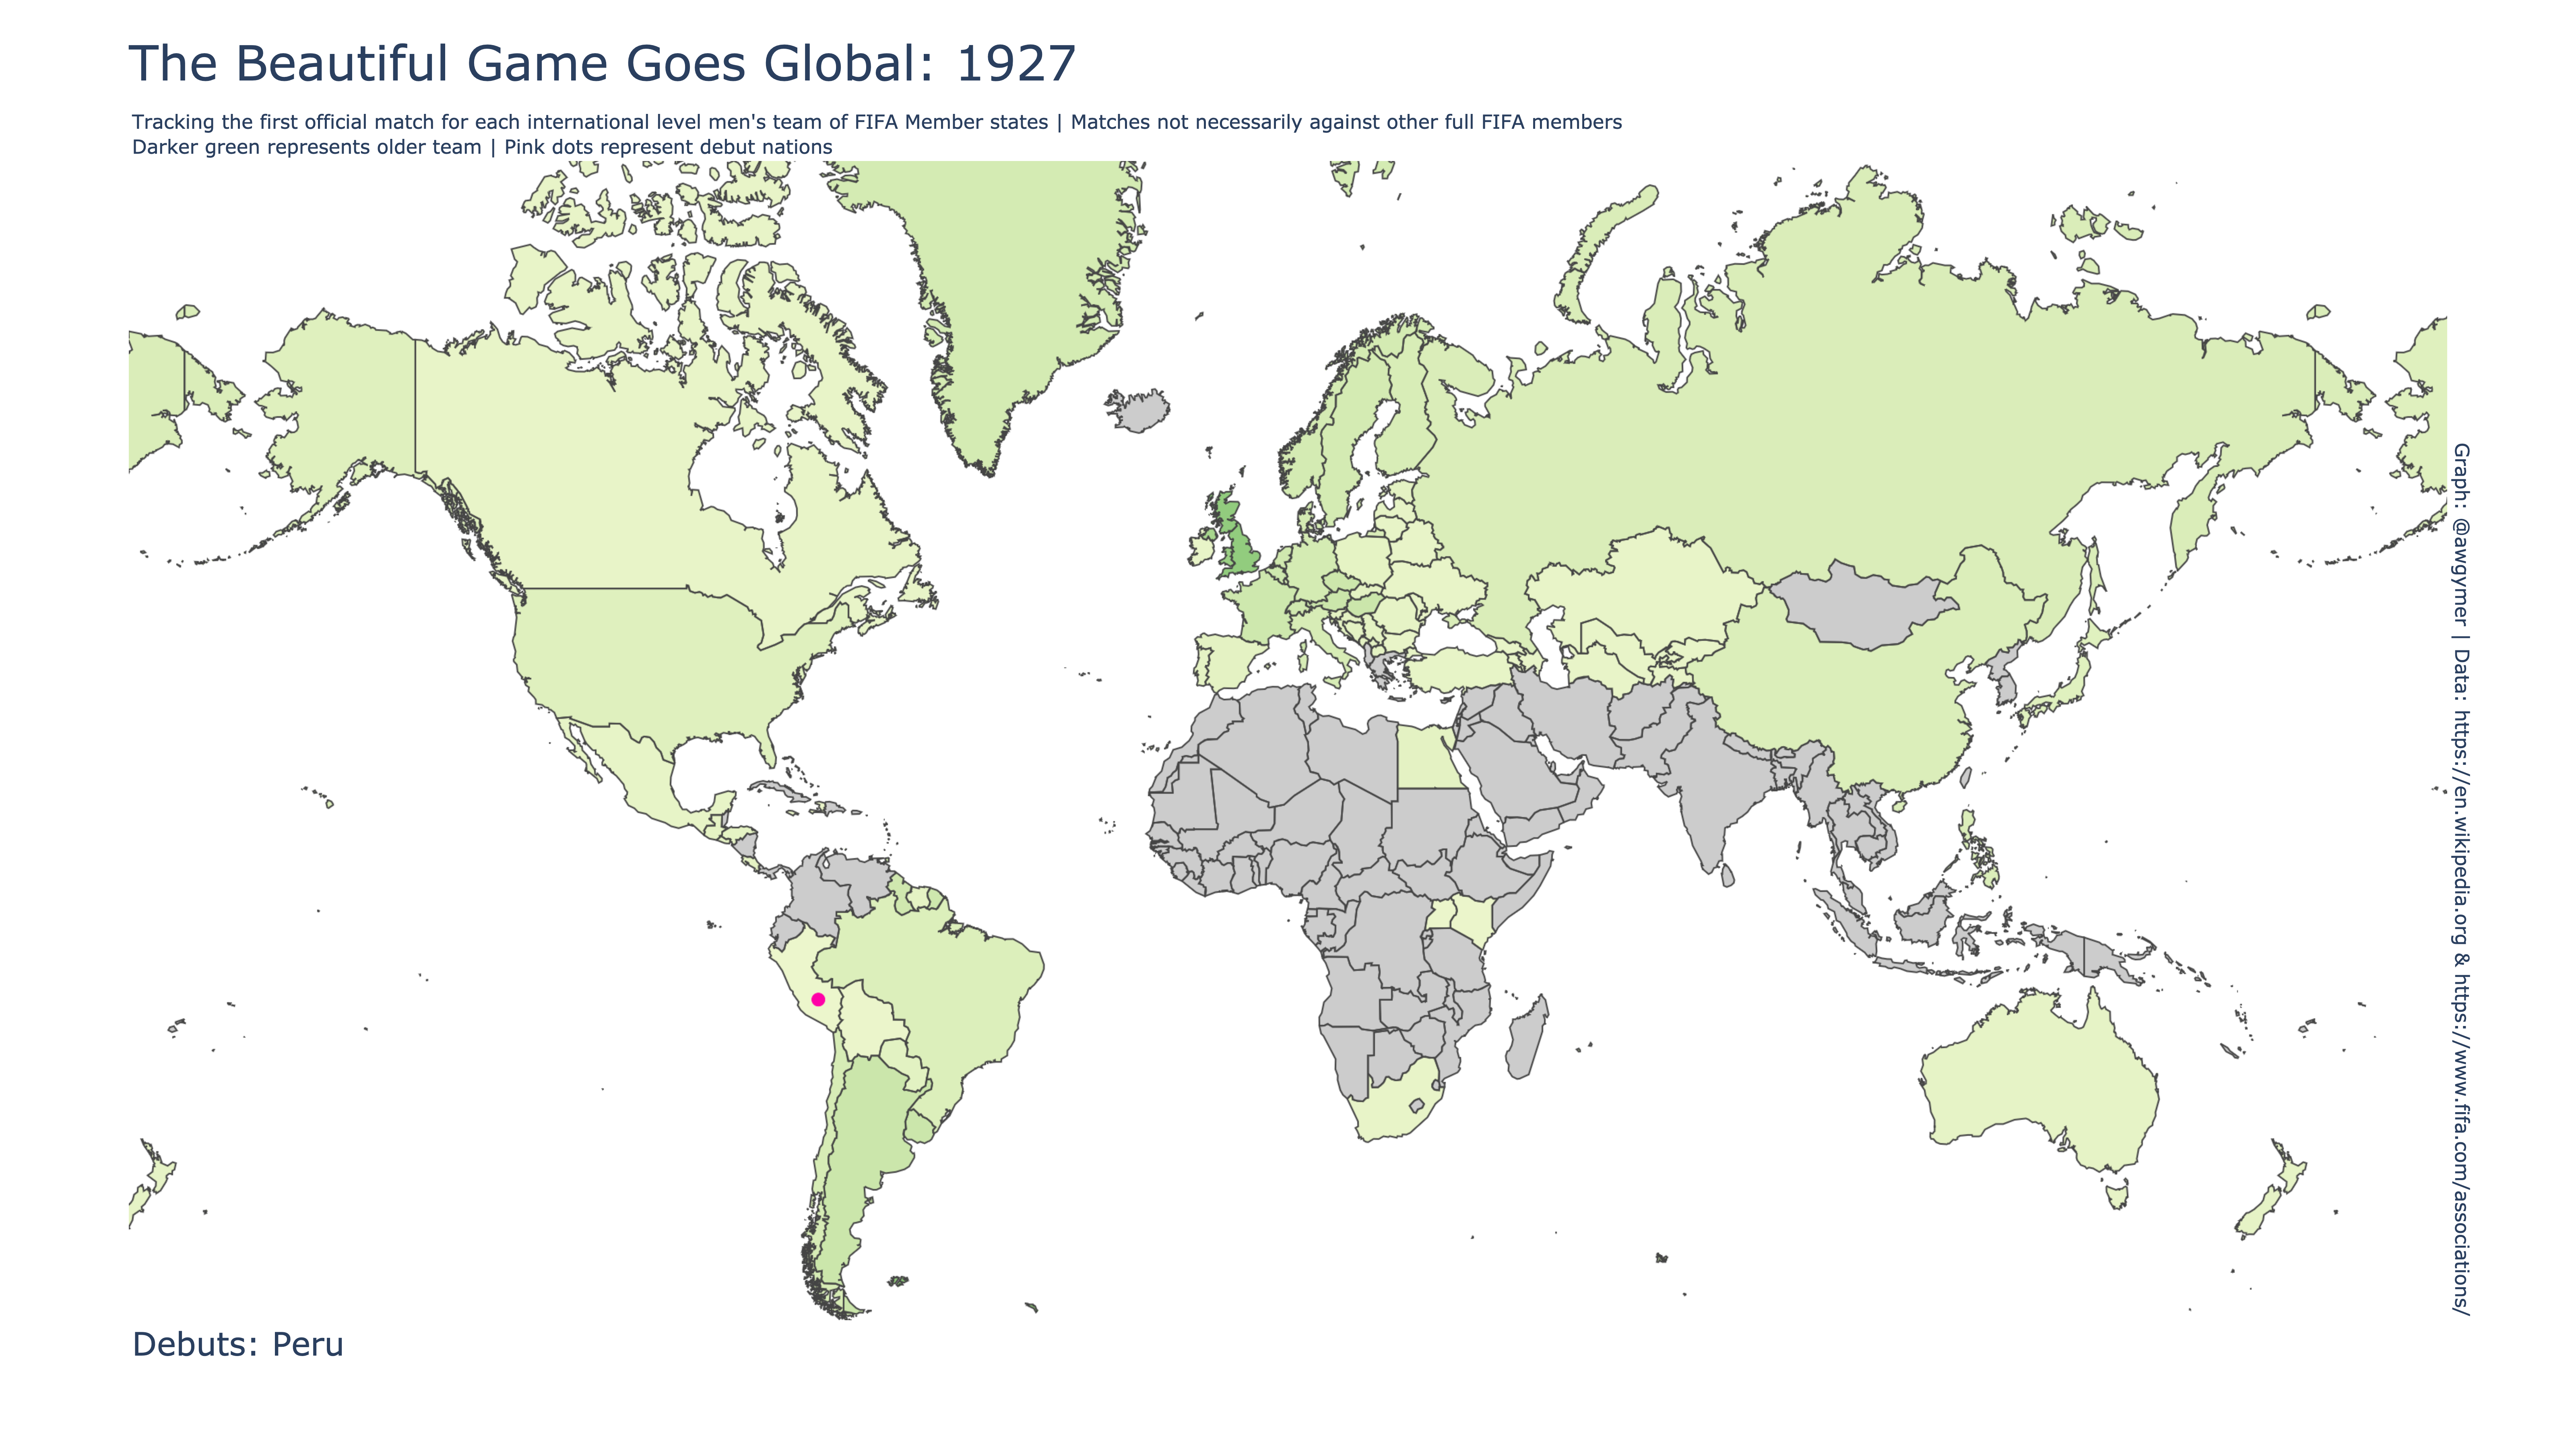 The Beautiful Game Goes Global: 1927
Tracking the first official match for each international level men's team of FIFA Member states | Matches not necessarily against other full FIFA members
Darker green represents older team | Pink dots represent debut nations
Graph: @awgymer | Data: https://en.wikipedia.org & https://www.fifa.com/associations/
Debuts: Peru